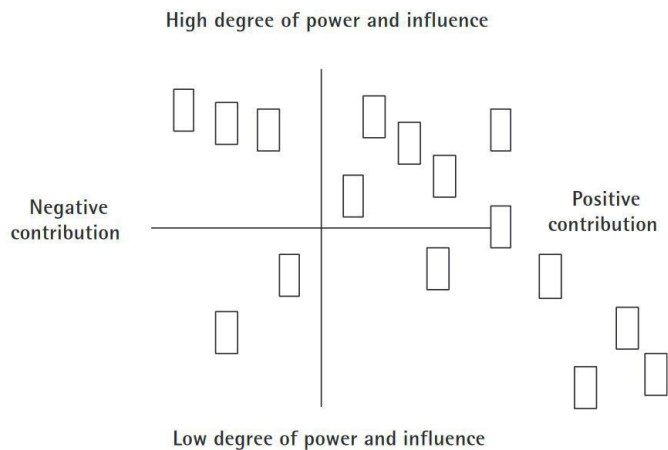 High degree of power and influence
Negative
contribution
Positive
contribution
Low degree of power and influence